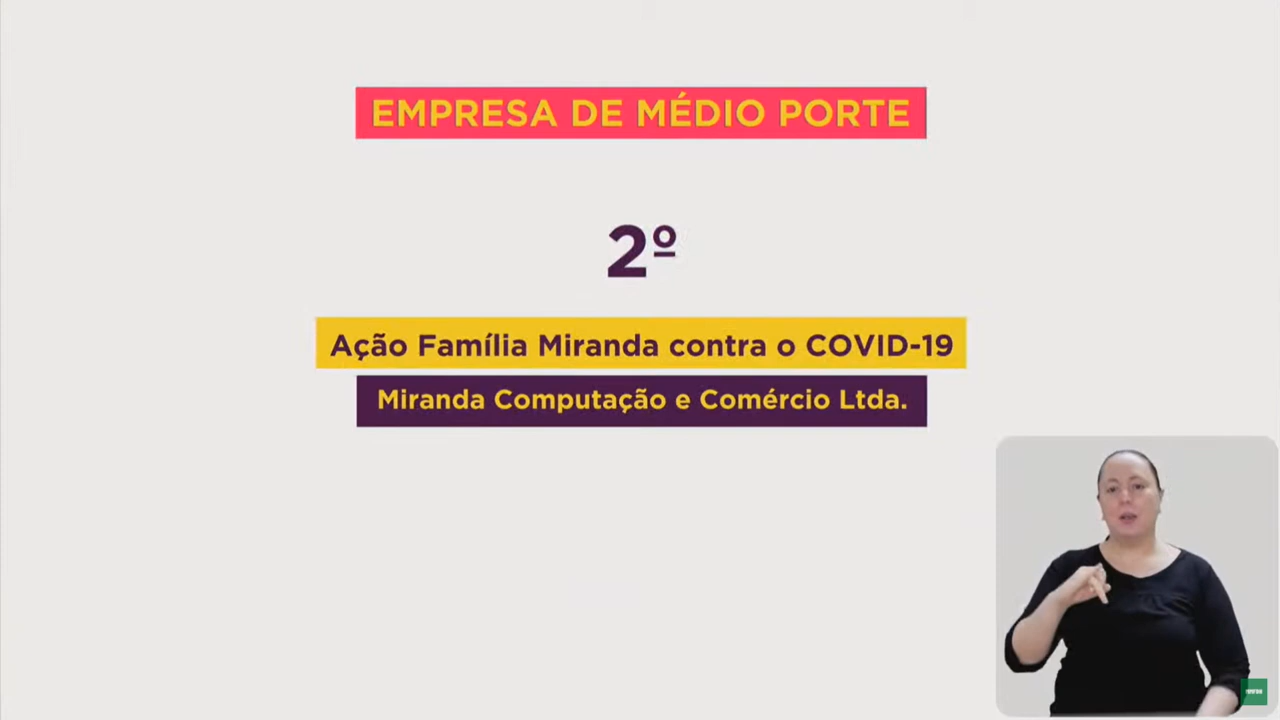 EMPRESA DE MÉDIO PORTE
2º
Ação Família Miranda contra o COVID-19
Miranda Computação e Comércio Ltda.